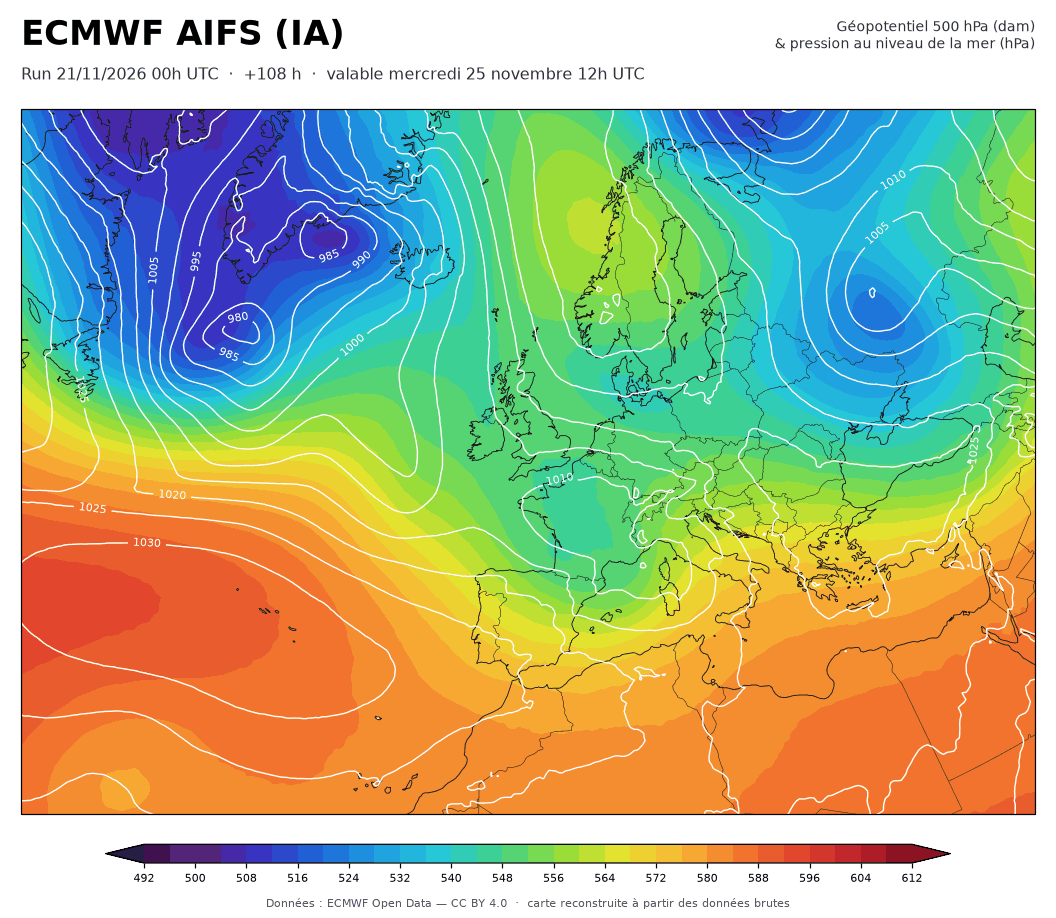 ECMWF AIFS (IA)
Géopotentiel 500 hPa (dam)
& pression au niveau de la mer (hPa)
Run 21/11/2026 00h UTC · +108 h · valable mercredi 25 novembre 12h UTC
1010
1005
985
990
995
1005
980
985
1000
1025
1010
1020
1025
1030
492 500 508 516 524 532 540 548 556 564 572 580 588 596 604 612
Données : ECMWF Open Data — CC BY 4.0 · carte reconstruite à partir des données brutes